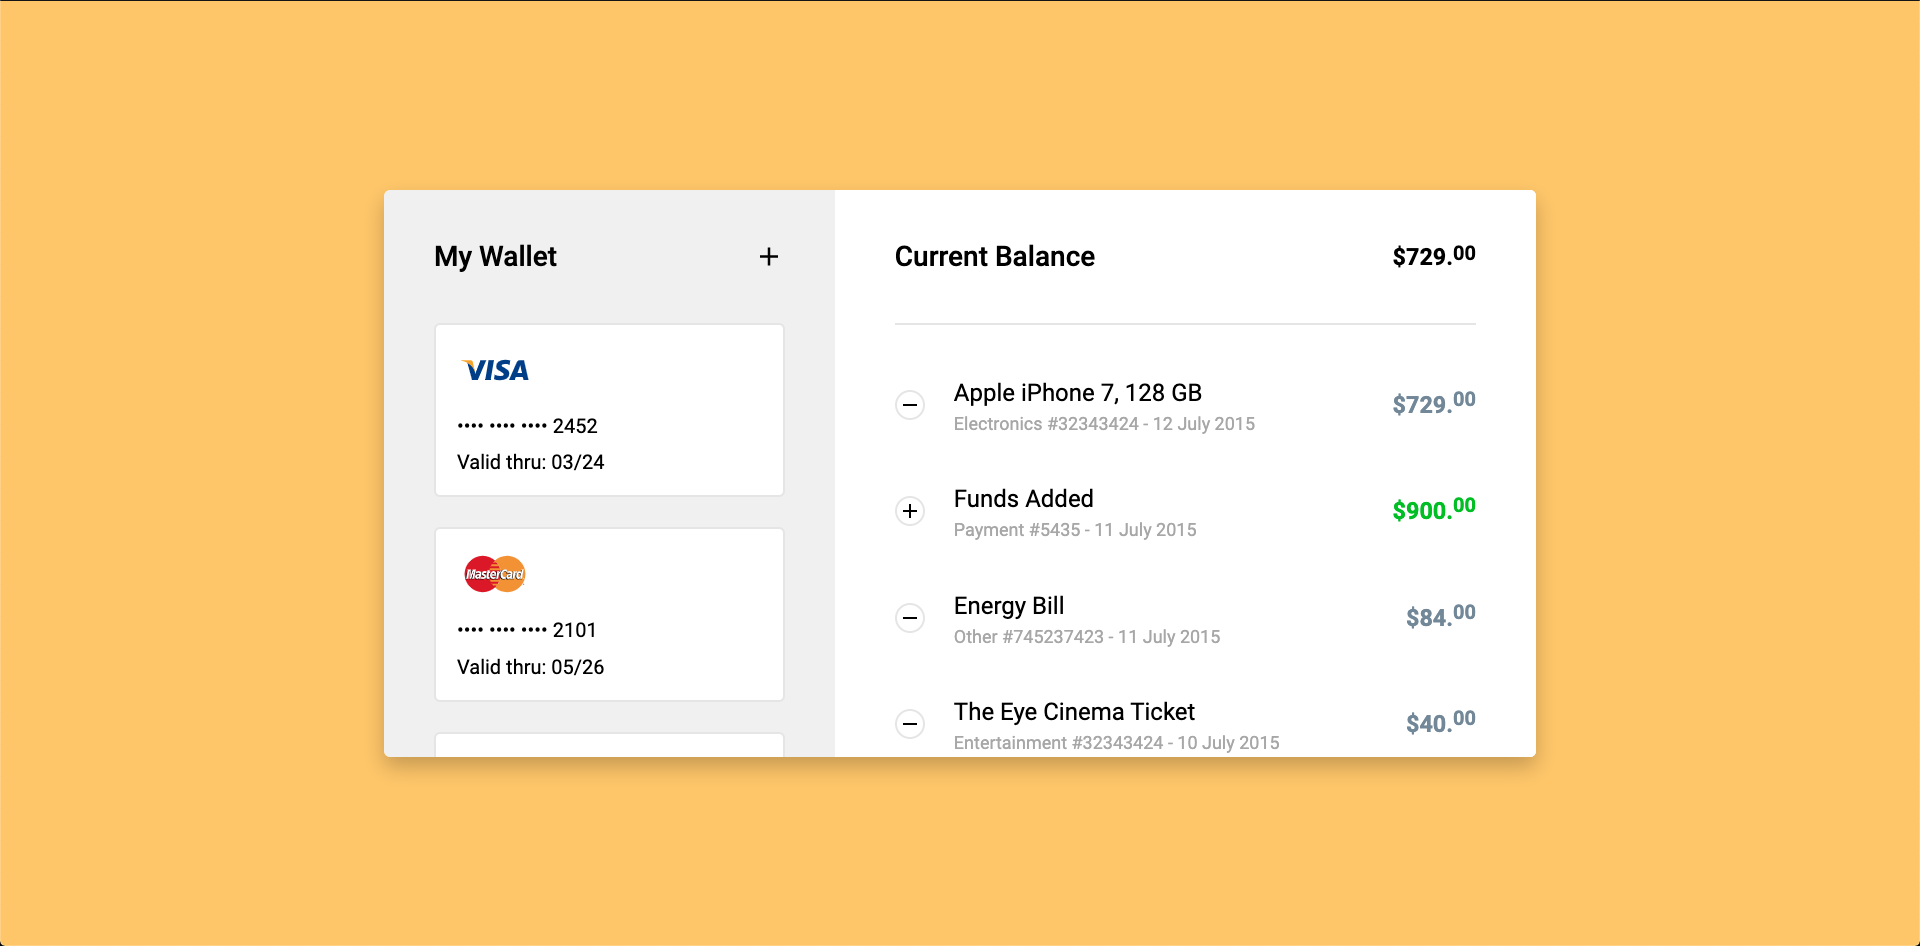 My Wallet +
VISA
•••• •••• •••• 2452
Valid thru: 03/24
MasterCard
•••• •••• •••• 2101
Valid thru: 05/26
Current Balance $729.00
Apple iPhone 7, 128 GB $729.00
Electronics #32343424 - 12 July 2015
Funds Added $900.00
Payment #5435 - 11 July 2015
Energy Bill $84.00
Other #745237423 - 11 July 2015
The Eye Cinema Ticket $40.00
Entertainment #32343424 - 10 July 2015